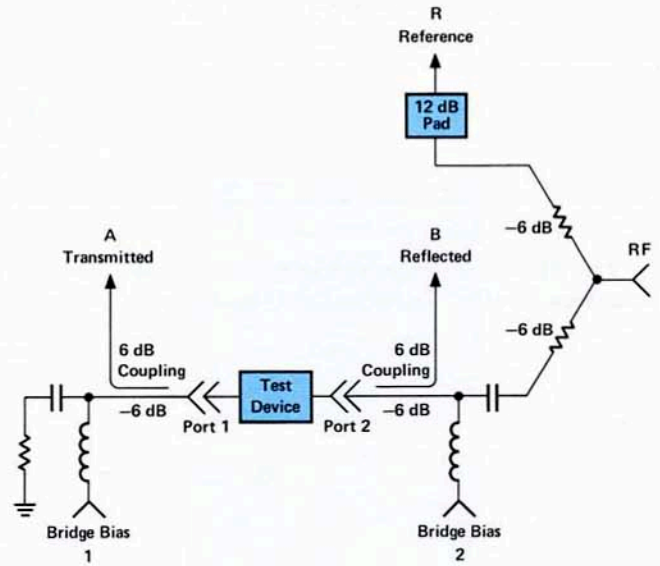 R
Reference
12 dB
Pad
−6 dB
RF
A
Transmitted
B
Reflected
−6 dB
6 dB
Coupling
6 dB
Coupling
Test
Device
−6 dB
Port 1
Port 2
−6 dB
Bridge Bias
1
Bridge Bias
2